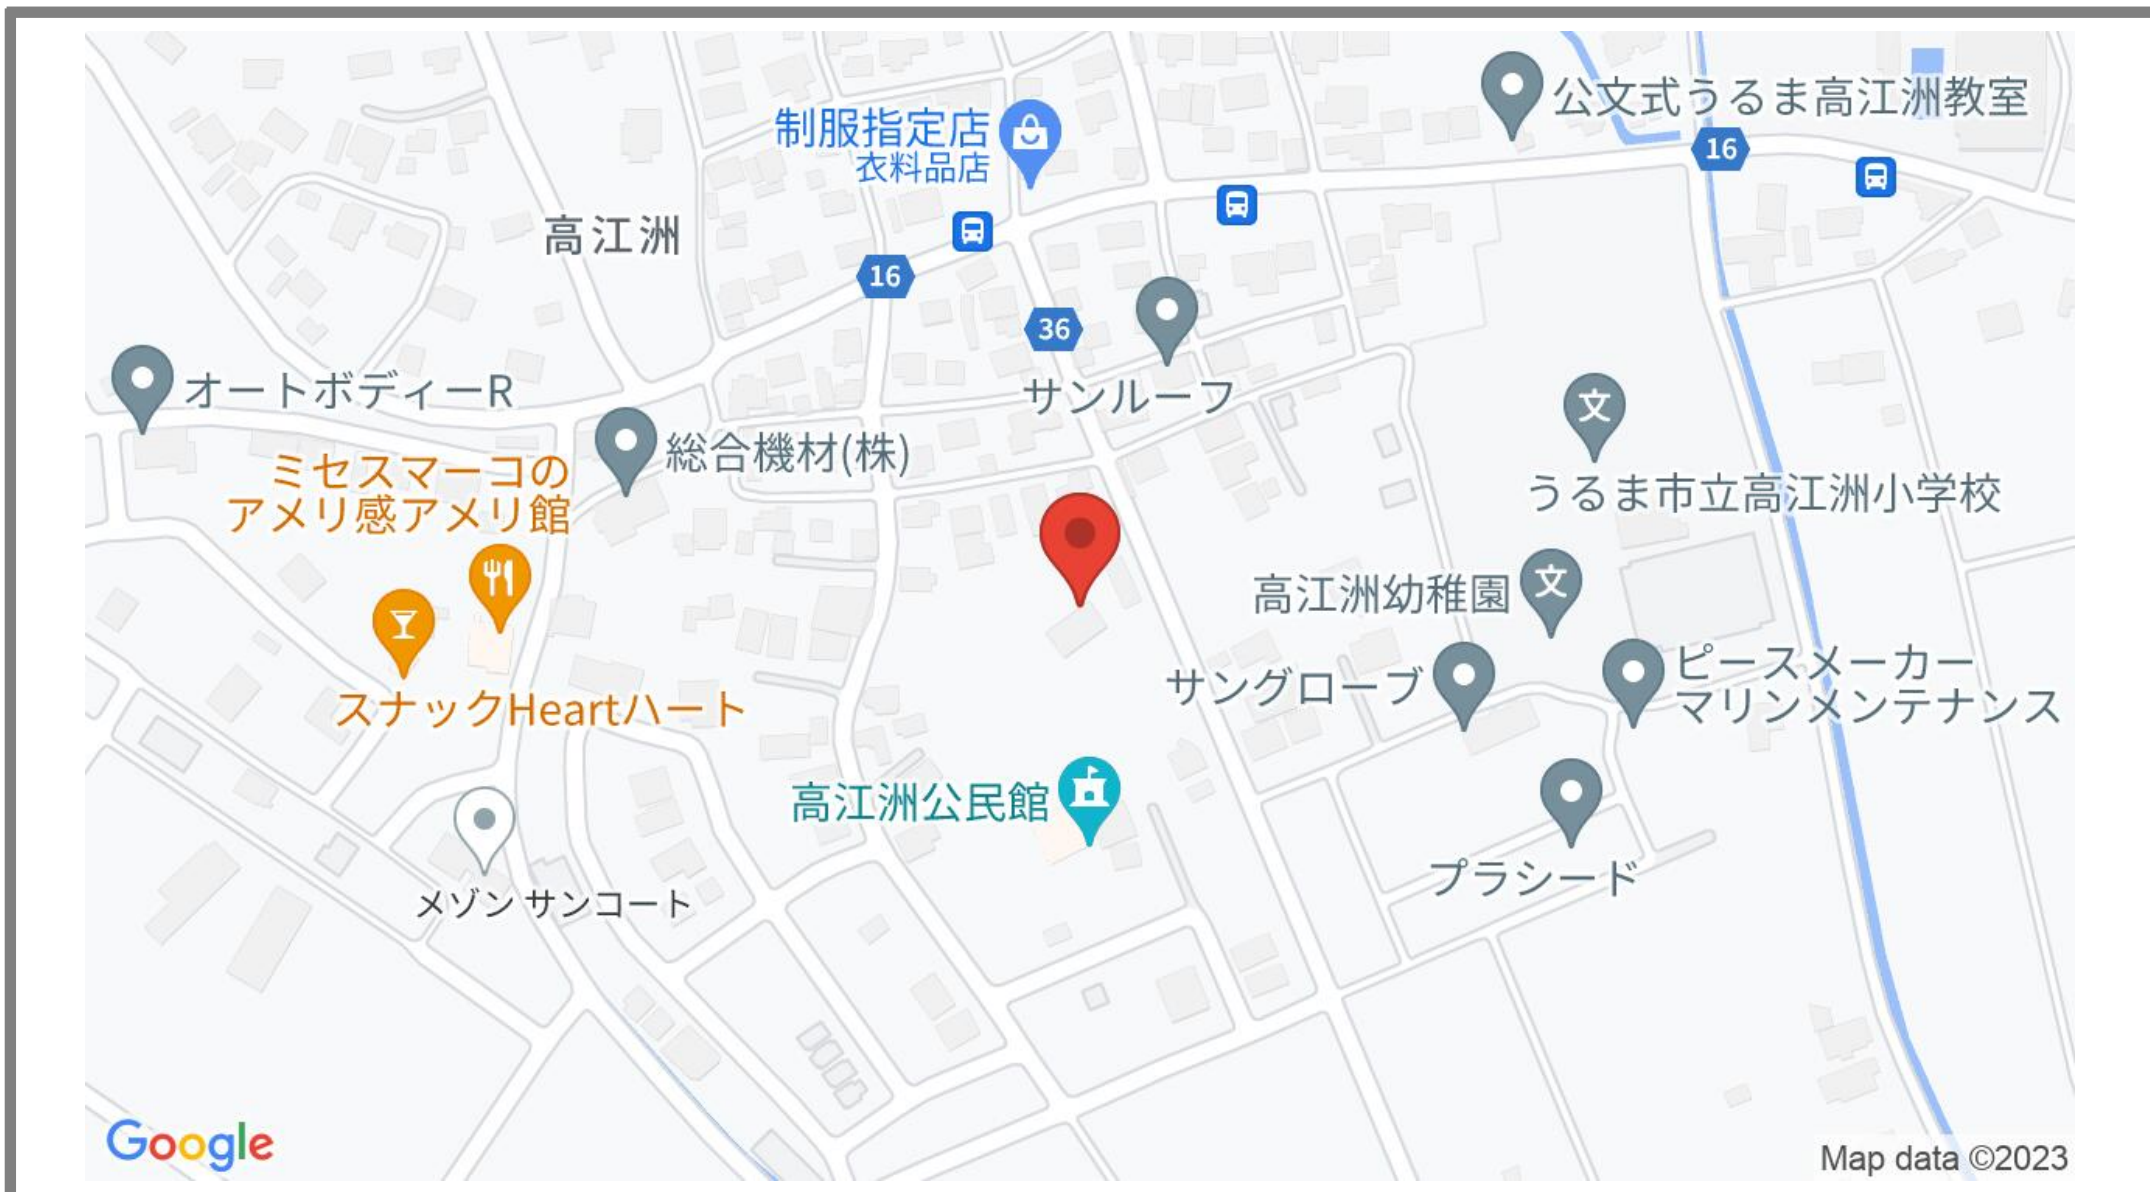 公文式うるま高江洲教室
制服指定店
衣料品店
16
高江洲
16
36
オートボディーR
サンルーフ
総合機材(株)
ミセスマーコの
アメリ感アメリ館
文
うるま市立高江洲小学校
高江洲幼稚園
文
サングローブ
ピースメーカー
マリンメンテナンス
スナックHeartハート
高江洲公民館
プラシード
メゾン サンコート
Google
Map data ©2023